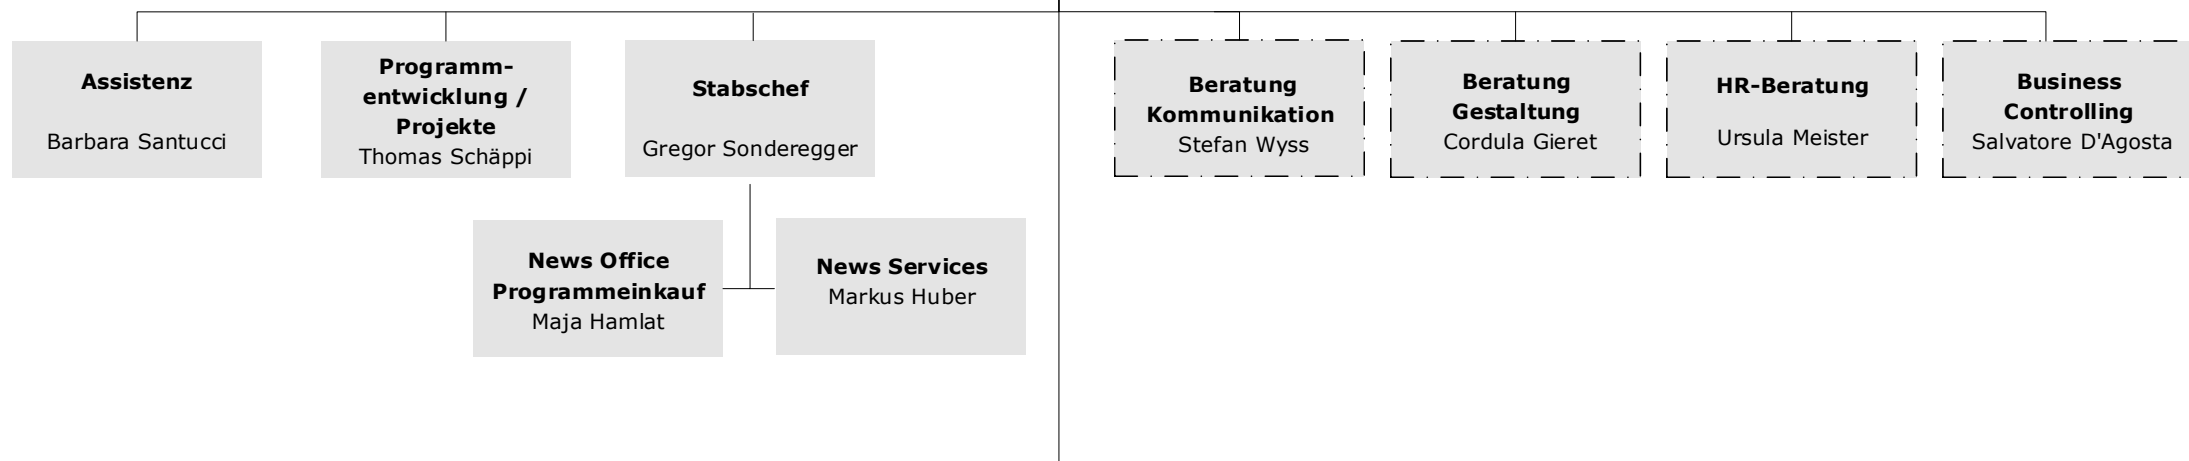 Assistenz
Barbara Santucci
Programm-
entwicklung /
Projekte
Thomas Schäppi
Stabschef
Gregor Sonderegger
Beratung
Kommunikation
Stefan Wyss
Beratung
Gestaltung
Cordula Gieret
HR-Beratung
Ursula Meister
Business
Controlling
Salvatore D'Agosta
News Office
Programmeinkauf
Maja Hamlat
News Services
Markus Huber